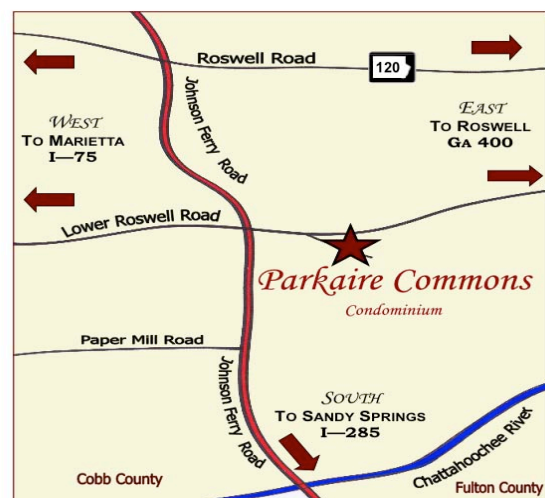 Roswell Road
120
Johnson Ferry Road
WEST
TO MARIETTA
I—75
EAST
TO ROSWELL
GA 400
Lower Roswell Road
Parkaire Commons
Condominium
Paper Mill Road
Johnson Ferry Road
SOUTH
TO SANDY SPRINGS
I—285
Chattahoochee River
Cobb County
Fulton County